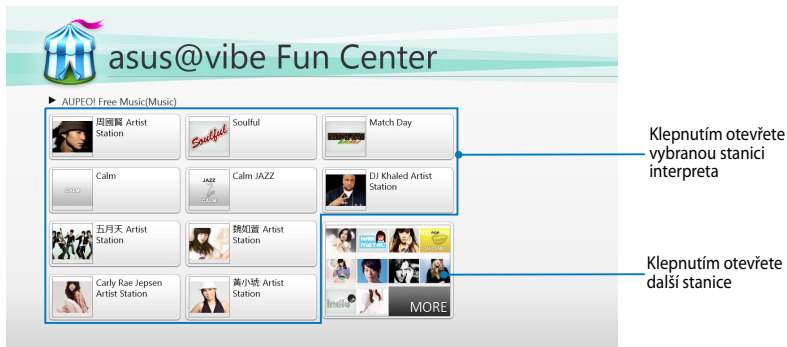 asus@vibe Fun Center
AUPEO! Free Music(Music)
周國賢 Artist
Station
Soulful
Soulful
Match Day
CALM
Calm
JAZZ
CALM
Calm JAZZ
DJ Khaled Artist
Station
五月天 Artist
Station
魏如萱 Artist
Station
Carly Rae Jepsen
Artist Station
黃小琥 Artist
Station
METAL
POP
Indie
MORE
Klepnutím otevřete
vybranou stanici
interpreta
Klepnutím otevřete
další stanice